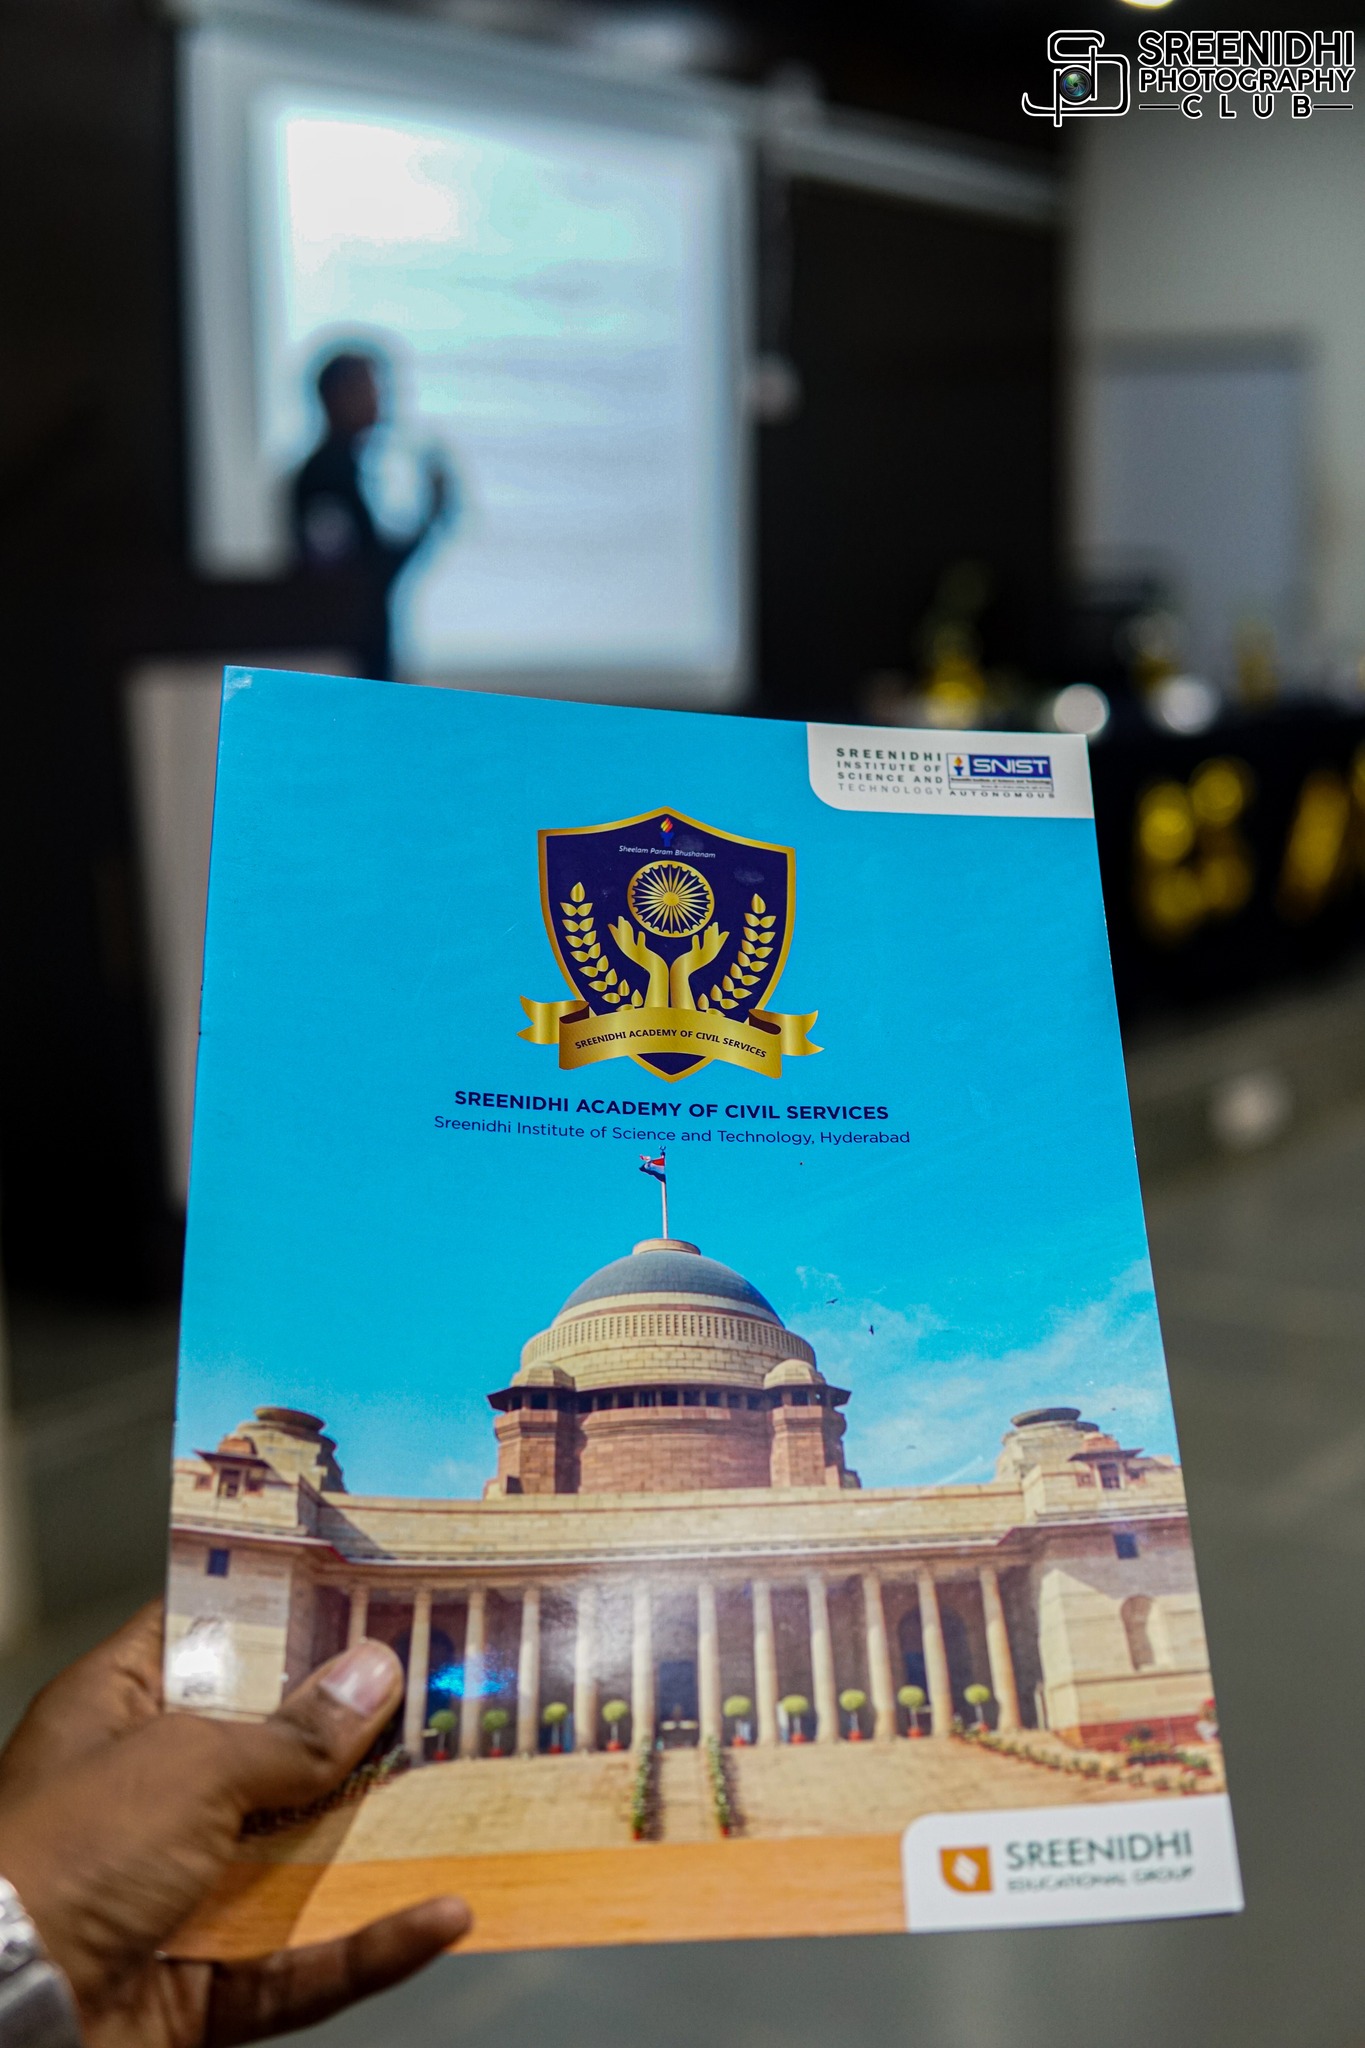 SREENIDHI
PHOTOGRAPHY
CLUB
SREENIDHI
INSTITUTE OF
SCIENCE AND
TECHNOLOGY
SNIST
AUTONOMOUS
Sheelam Param Bhushanam
SREENIDHI ACADEMY OF CIVIL SERVICES
SREENIDHI ACADEMY OF CIVIL SERVICES
Sreenidhi Institute of Science and Technology, Hyderabad
SREENIDHI
EDUCATIONAL GROUP